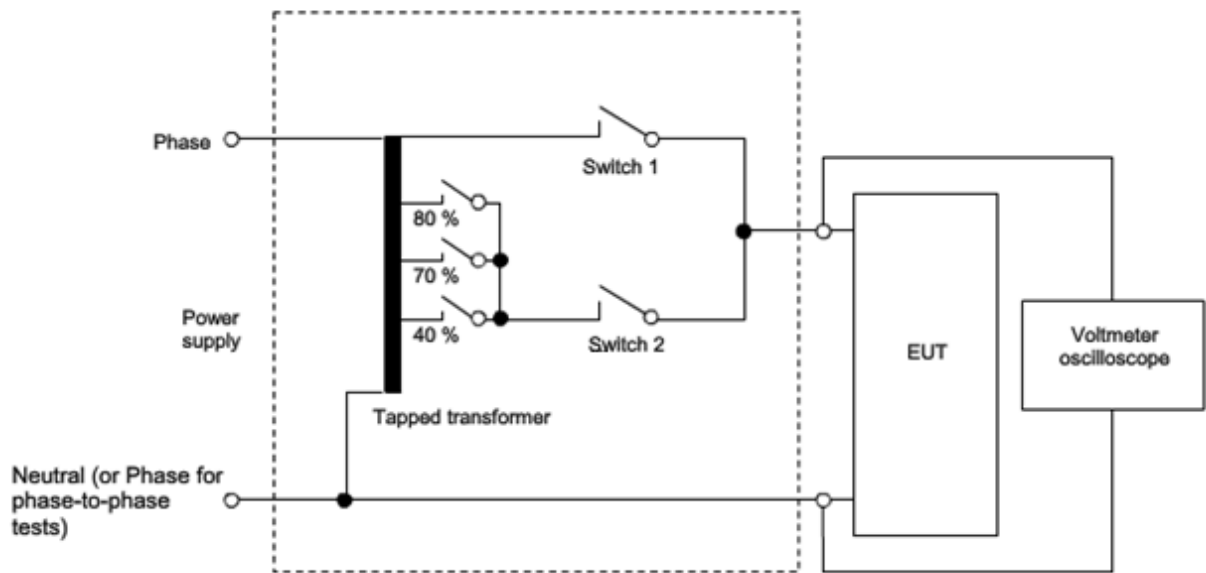 Phase
Switch 1
80 %
70 %
Power
supply
40 %
Switch 2
EUT
Voltmeter
oscilloscope
Tapped transformer
Neutral (or Phase for
phase-to-phase
tests)